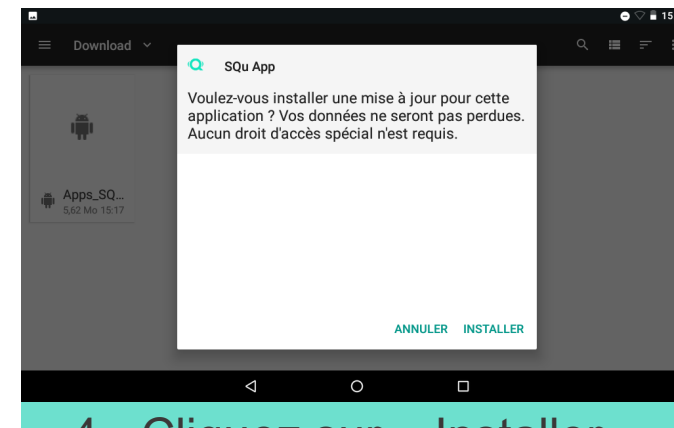 15
Download
SQu App
Voulez-vous installer une mise à jour pour cette
application ? Vos données ne seront pas perdues.
Aucun droit d'accès spécial n'est requis.
Apps_SQ...
5,62 Mo 15:17
ANNULER INSTALLER